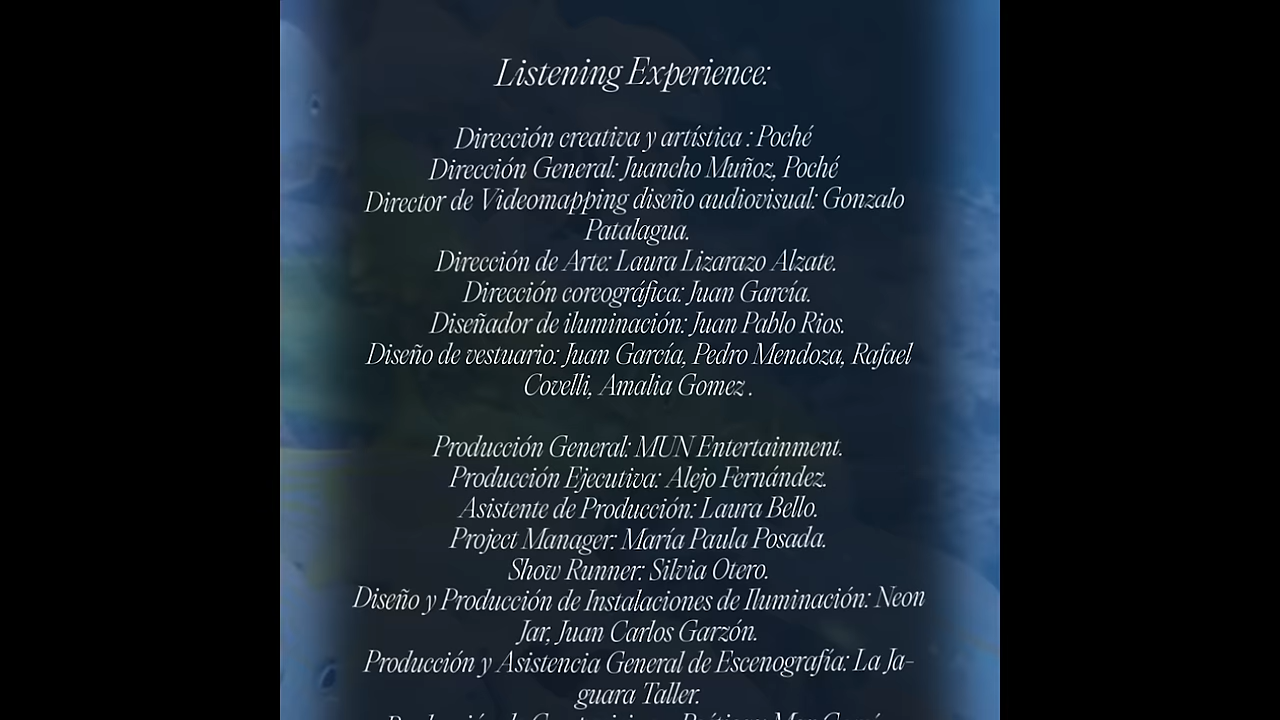 Listening Experience:
Dirección creativa y artística : Poché
Dirección General: Juancho Muñoz, Poché
Director de Videomapping diseño audiovisual: Gonzalo
Patalagua.
Dirección de Arte: Laura Lizarazo Alzate.
Dirección coreográfica: Juan García.
Diseñador de iluminación: Juan Pablo Rios.
Diseño de vestuario: Juan García, Pedro Mendoza, Rafael
Covelli, Amalia Gomez .
Producción General: MUN Entertainment.
Producción Ejecutiva: Alejo Fernández.
Asistente de Producción: Laura Bello.
Project Manager: María Paula Posada.
Show Runner: Silvia Otero.
Diseño y Producción de Instalaciones de Iluminación: Neon
Jar, Juan Carlos Garzón.
Producción y Asistencia General de Escenografía: La Ja-
guara Taller.